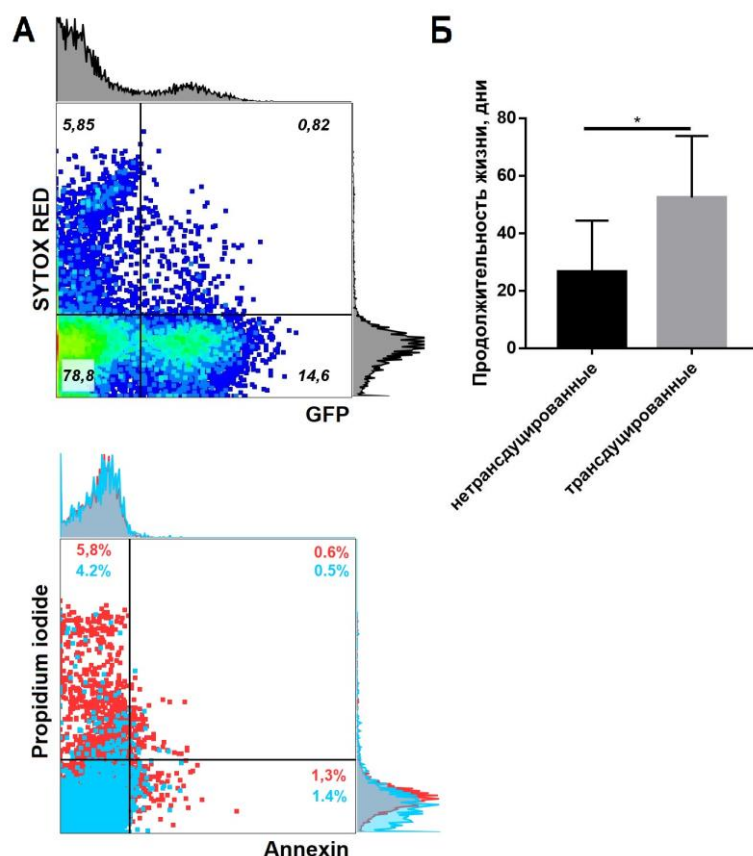 А
5,85
0,82
SYTOX RED
78,8
14,6
GFP
Б
Продолжительность жизни, дни
80
60
40
20
0
*
нетрансдуцированные
трансдуцированные
5,8%
4.2%
0.6%
0.5%
Propidium iodide
1,3%
1.4%
Annexin